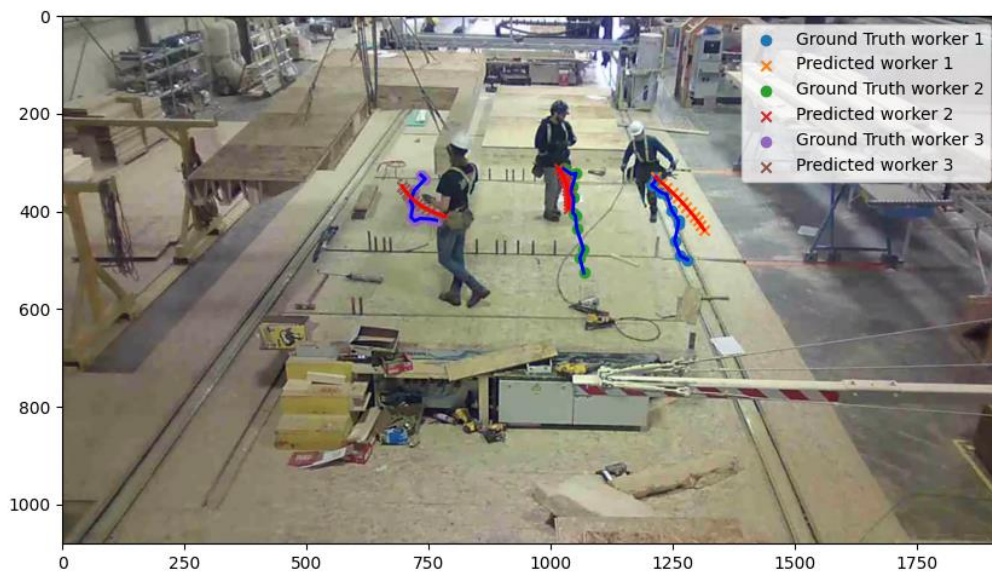 0
200
400
600
800
1000
0
250
500
750
1000
1250
1500
1750
Ground Truth worker 1
Predicted worker 1
Ground Truth worker 2
Predicted worker 2
Ground Truth worker 3
Predicted worker 3